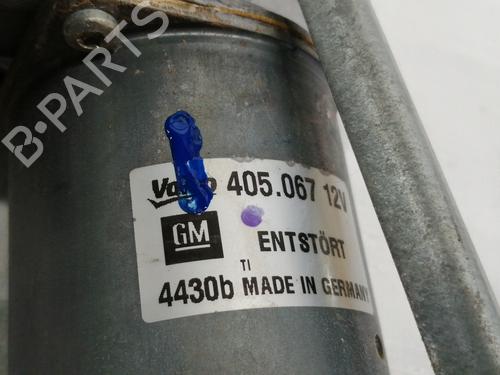 B-PARTS
Valeo 405.067 12V
GM ENTSTÖRT
TI
4430b MADE IN GERMANY